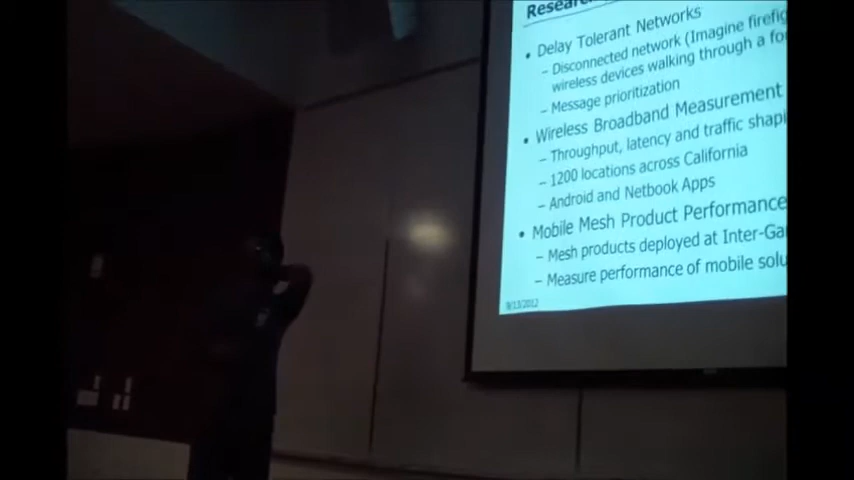 Resear
• Delay Tolerant Networks
– Disconnected network (Imagine firefig
wireless devices walking through a fo
– Message prioritization
• Wireless Broadband Measurement
– Throughput, latency and traffic shapi
– 1200 locations across California
– Android and Netbook Apps
• Mobile Mesh Product Performance
– Mesh products deployed at Inter-Ga
– Measure performance of mobile solu
9/13/2012